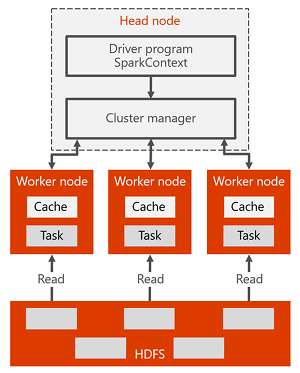 Head node
Driver program
SparkContext
Cluster manager
Worker node
Cache
Task
Worker node
Cache
Task
Worker node
Cache
Task
Read
Read
Read
HDFS